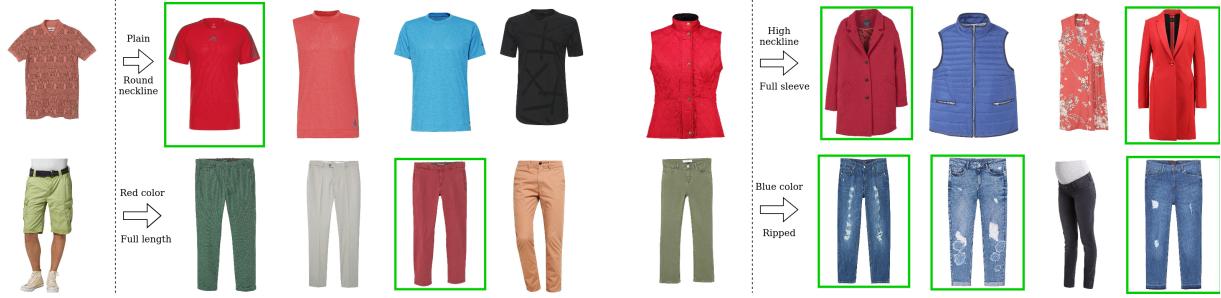 Plain
Round
neckline
High
neckline
Full sleeve
Red color
Full length
Blue color
Ripped